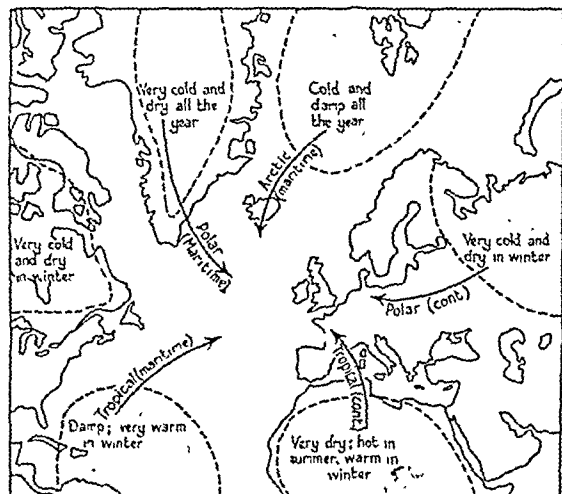 Very cold and
dry all the
year
Cold and
damp all
the year
Arctic
(maritime)
Polar
(Maritime)
Very cold
and dry
in winter
Very cold and
dry in winter
Polar (cont)
Tropical (maritime)
Tropical
(cont)
Damp; very warm
in winter
Very dry; hot in
summer, warm in
winter